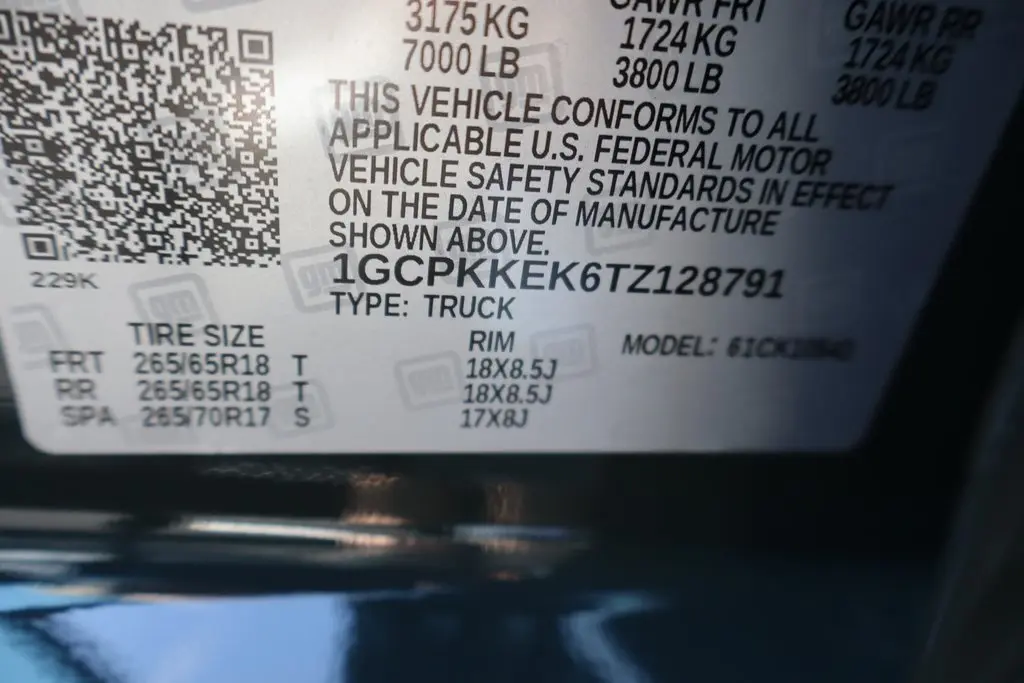 3175 KG
7000 LB
GAWR FRT
1724 KG
3800 LB
GAWR RR
1724 KG
3800 LB
THIS VEHICLE CONFORMS TO ALL
APPLICABLE U.S. FEDERAL MOTOR
VEHICLE SAFETY STANDARDS IN EFFECT
ON THE DATE OF MANUFACTURE
SHOWN ABOVE.
1GCPKKEK6TZ128791
TYPE: TRUCK
229K
TIRE SIZE RIM MODEL:
FRT 265/65R18 T 18X8.5J
RR 265/65R18 T 18X8.5J
SPA 265/70R17 S 17X8J